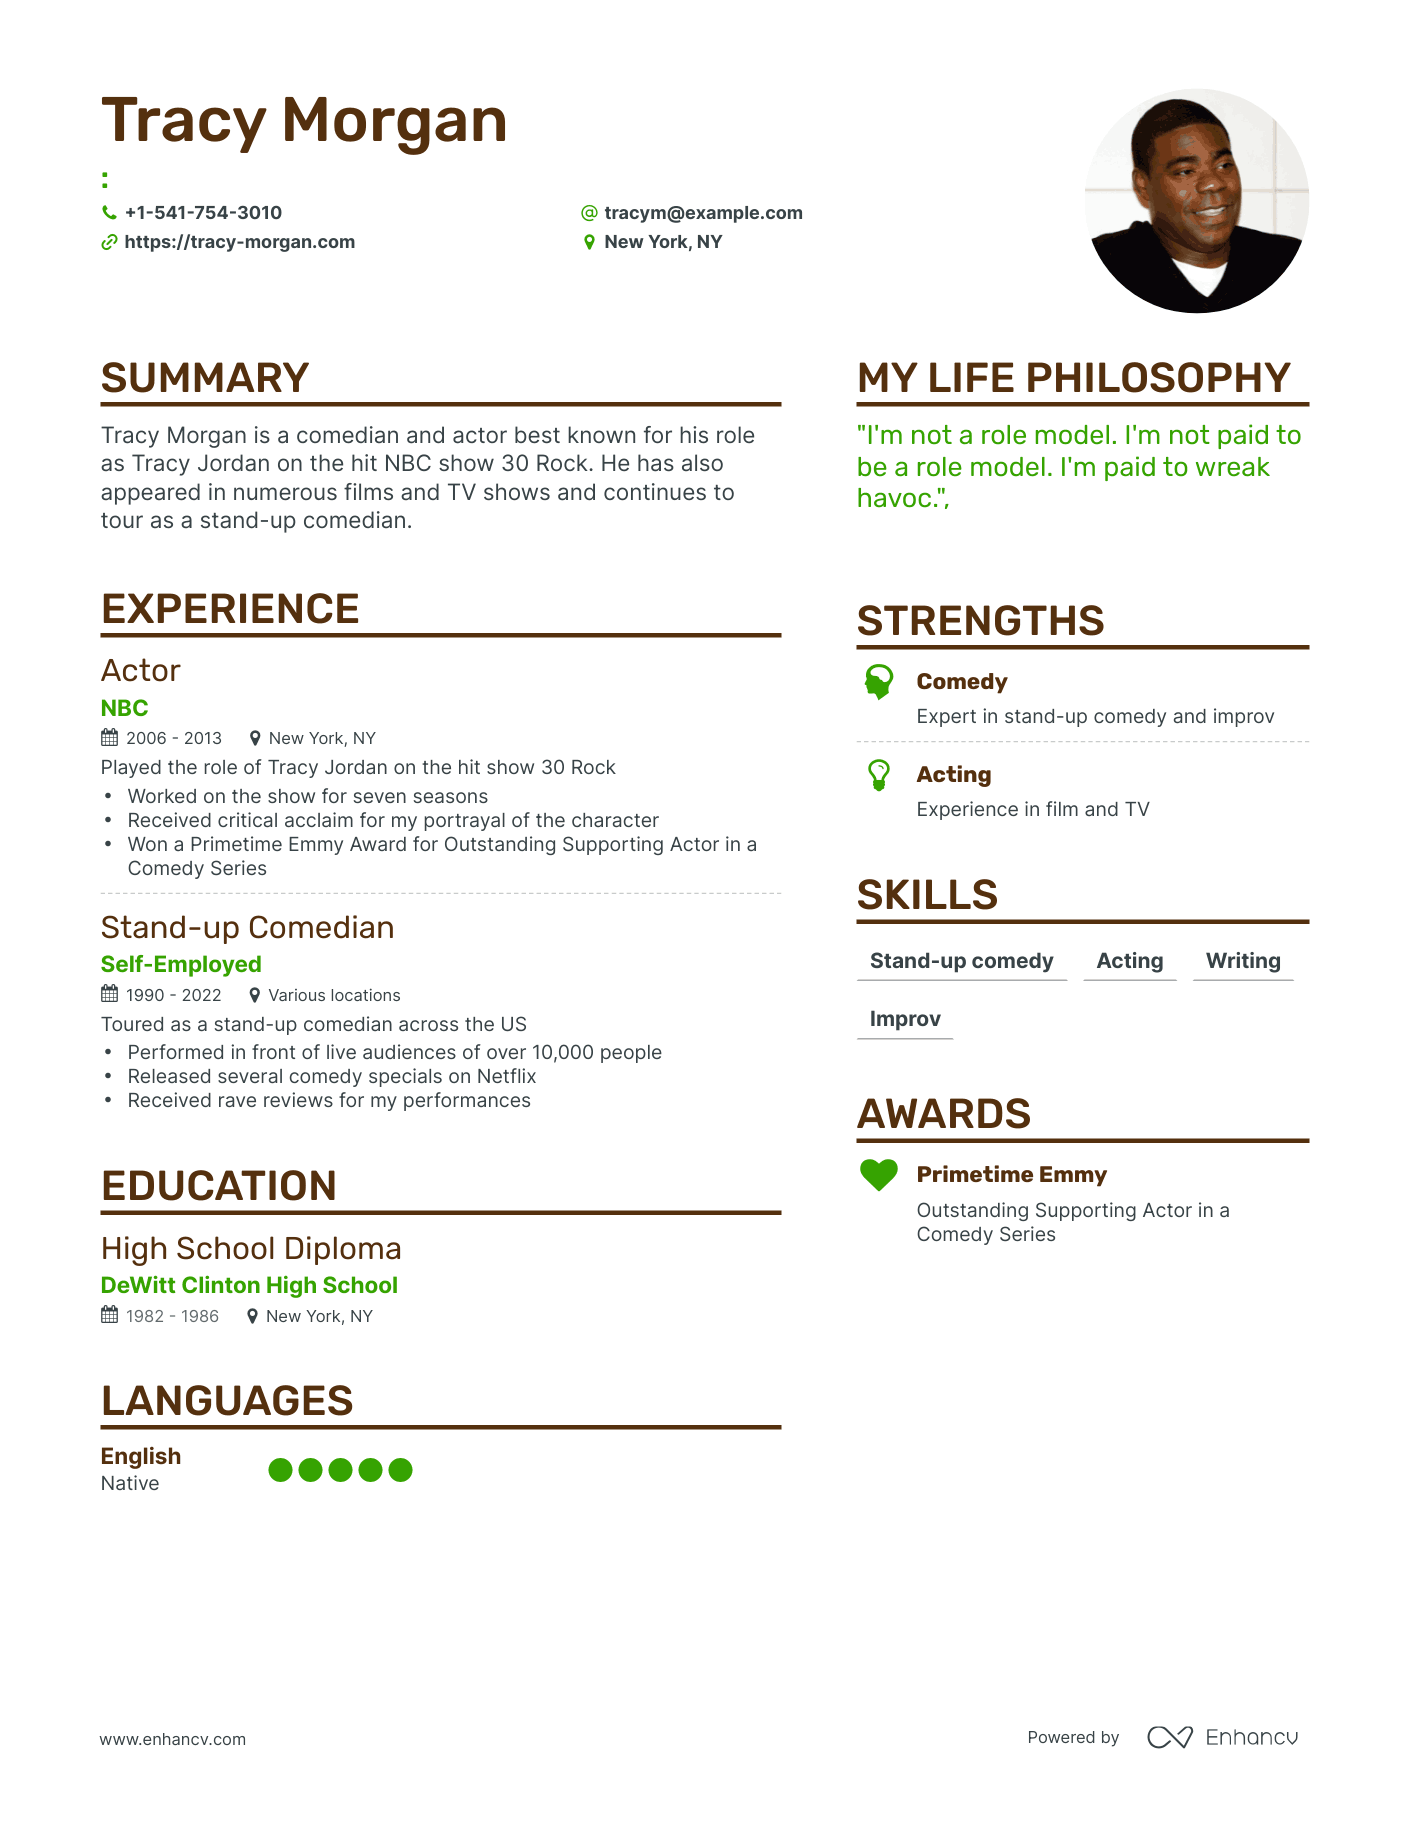 Tracy Morgan
:
+1-541-754-3010
tracym@example.com
https://tracy-morgan.com
New York, NY
SUMMARY
Tracy Morgan is a comedian and actor best known for his role
as Tracy Jordan on the hit NBC show 30 Rock. He has also
appeared in numerous films and TV shows and continues to
tour as a stand-up comedian.
EXPERIENCE
Actor
NBC
2006 - 2013 New York, NY
Played the role of Tracy Jordan on the hit show 30 Rock
• Worked on the show for seven seasons
• Received critical acclaim for my portrayal of the character
• Won a Primetime Emmy Award for Outstanding Supporting Actor in a
Comedy Series
Stand-up Comedian
Self-Employed
1990 - 2022 Various locations
Toured as a stand-up comedian across the US
• Performed in front of live audiences of over 10,000 people
• Released several comedy specials on Netflix
• Received rave reviews for my performances
EDUCATION
High School Diploma
DeWitt Clinton High School
1982 - 1986 New York, NY
LANGUAGES
English
Native
MY LIFE PHILOSOPHY
"I'm not a role model. I'm not paid to
be a role model. I'm paid to wreak
havoc.",
STRENGTHS
Comedy
Expert in stand-up comedy and improv
Acting
Experience in film and TV
SKILLS
Stand-up comedy Acting Writing
Improv
AWARDS
Primetime Emmy
Outstanding Supporting Actor in a
Comedy Series
www.enhancv.com
Powered by Enhancv